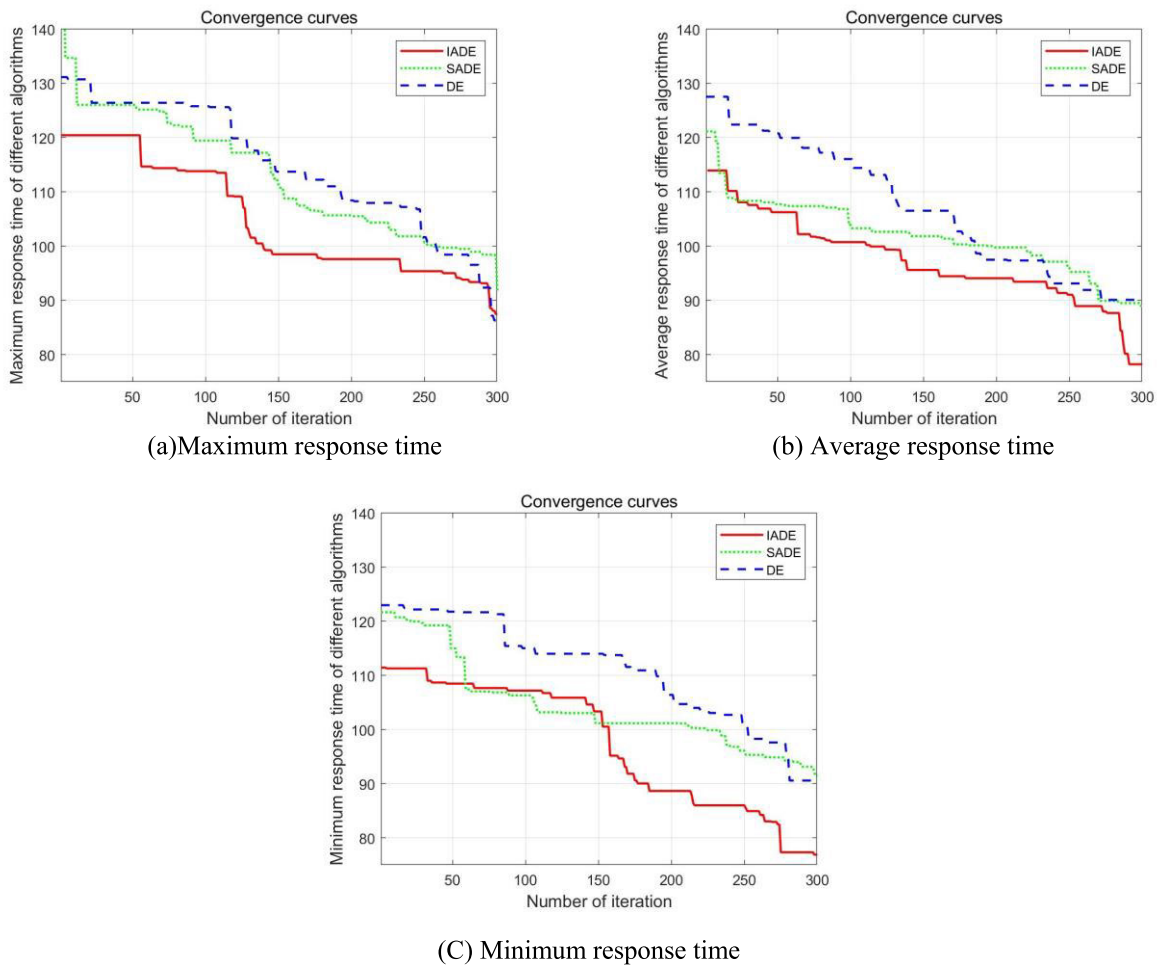 Convergence curves
Maximum response time of different algorithms
140
130
120
110
100
90
80
IADE
SADE
DE
50 100 150 200 250 300
Number of iteration
(a)Maximum response time
Convergence curves
Average response time of different algorithms
140
130
120
110
100
90
80
IADE
SADE
DE
50 100 150 200 250 300
Number of iteration
(b) Average response time
Convergence curves
Minimum response time of different algorithms
140
130
120
110
100
90
80
IADE
SADE
DE
50 100 150 200 250 300
Number of iteration
(C) Minimum response time